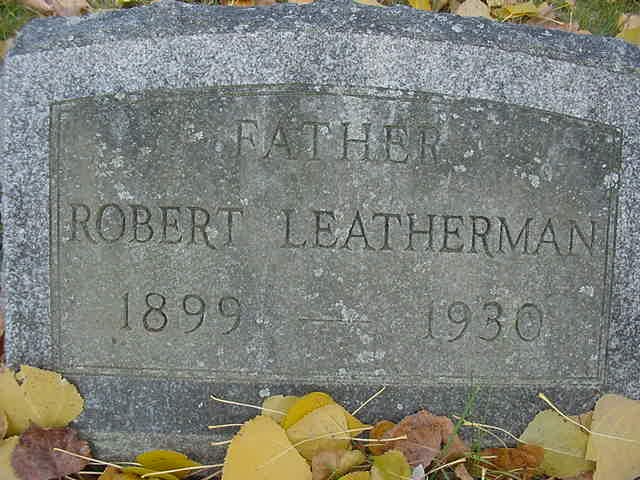 FATHER
ROBERT LEATHERMAN
1899 — 1930